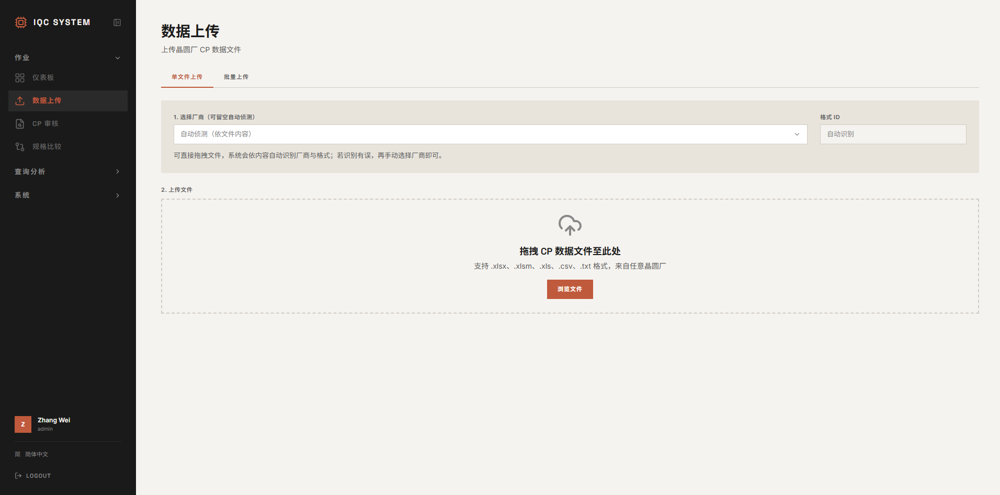 IQC SYSTEM
作业
仪表板
数据上传
CP 审核
规格比较
查询分析
系统
Z
Zhang Wei
admin
简 简体中文
LOGOUT
数据上传
上传晶圆厂 CP 数据文件
单文件上传 批量上传
1. 选择厂商（可留空自动侦测） 格式 ID
自动侦测（依文件内容） 自动识别
可直接拖拽文件，系统会依内容自动识别厂商与格式；若识别有误，再手动选择厂商即可。
2. 上传文件
拖拽 CP 数据文件至此处
支持 .xlsx、.xlsm、.xls、.csv、.txt 格式，来自任意晶圆厂
浏览文件